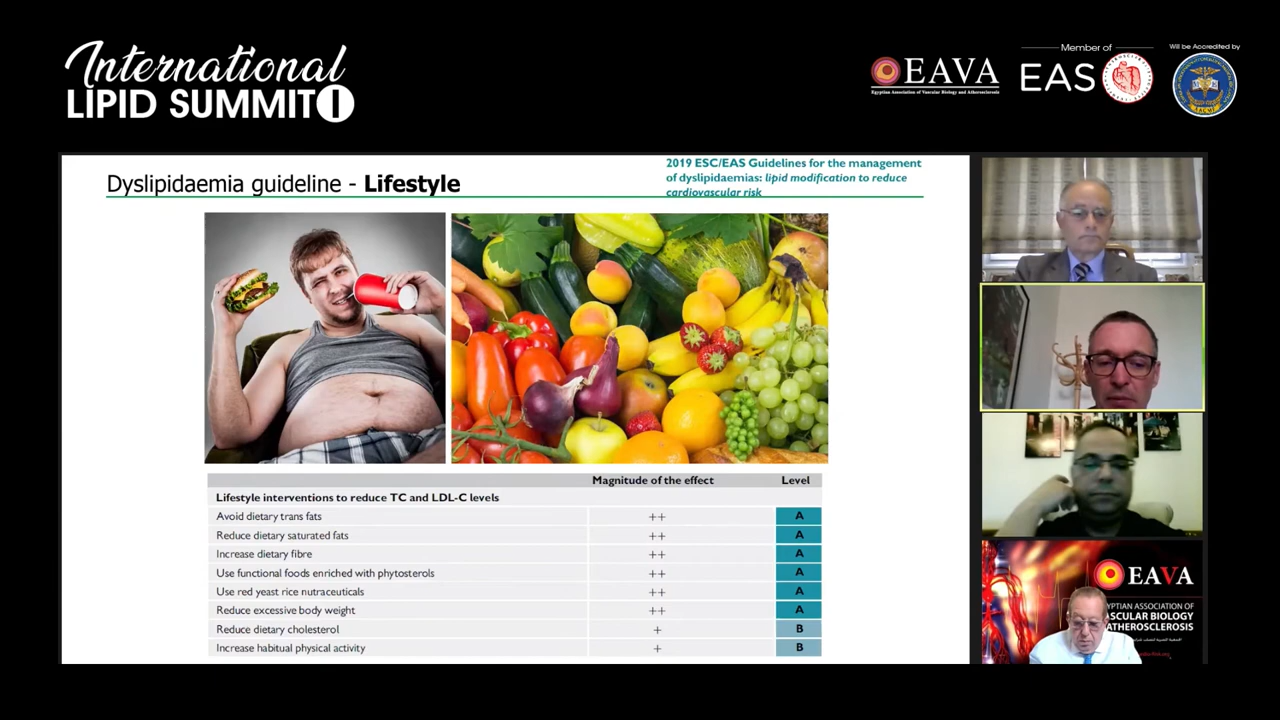 International
LIPID SUMMIT 1
EAVA
Egyptian Association of Vascular Biology and Atherosclerosis
Member of
EAS
Will be Accredited by
Dyslipidaemia guideline - Lifestyle
2019 ESC/EAS Guidelines for the management
of dyslipidaemias: lipid modification to reduce
cardiovascular risk
Magnitude of the effect Level
Lifestyle interventions to reduce TC and LDL-C levels
Avoid dietary trans fats ++ A
Reduce dietary saturated fats ++ A
Increase dietary fibre ++ A
Use functional foods enriched with phytosterols ++ A
Use red yeast rice nutraceuticals ++ A
Reduce excessive body weight ++ A
Reduce dietary cholesterol + B
Increase habitual physical activity + B
EAVA
YPTIAN ASSOCIATION OF
ASCULAR BIOLOGY
ATHEROSCLEROSIS